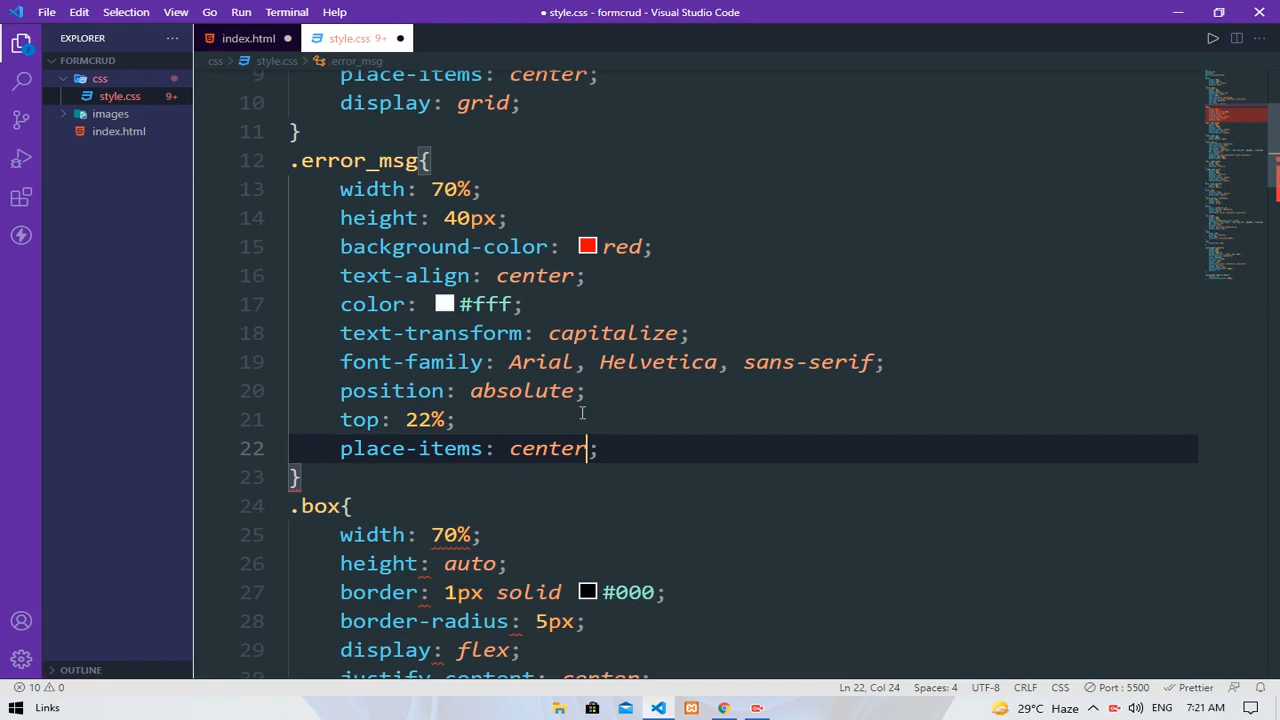 File Edit Selection View Go Run Terminal Help
● style.css - formcrud - Visual Studio Code
EXPLORER
FORMCRUD
css
style.css 9+
images
index.html
OUTLINE
index.html
style.css 9+
css > style.css > .error_msg
9 place-items: center;
10 display: grid;
11 }
12 .error_msg{
13 width: 70%;
14 height: 40px;
15 background-color: red;
16 text-align: center;
17 color: #fff;
18 text-transform: capitalize;
19 font-family: Arial, Helvetica, sans-serif;
20 position: absolute;
21 top: 22%;
22 place-items: center;
23 }
24 .box{
25 width: 70%;
26 height: auto;
27 border: 1px solid #000;
28 border-radius: 5px;
29 display: flex;
30 justify-content: center;
10 0
Ln 22, Col 24 Spaces: 4 UTF-8 CRLF CSS Port : 5500 Prettier
Links
29°C Haze ENG 7:21 AM